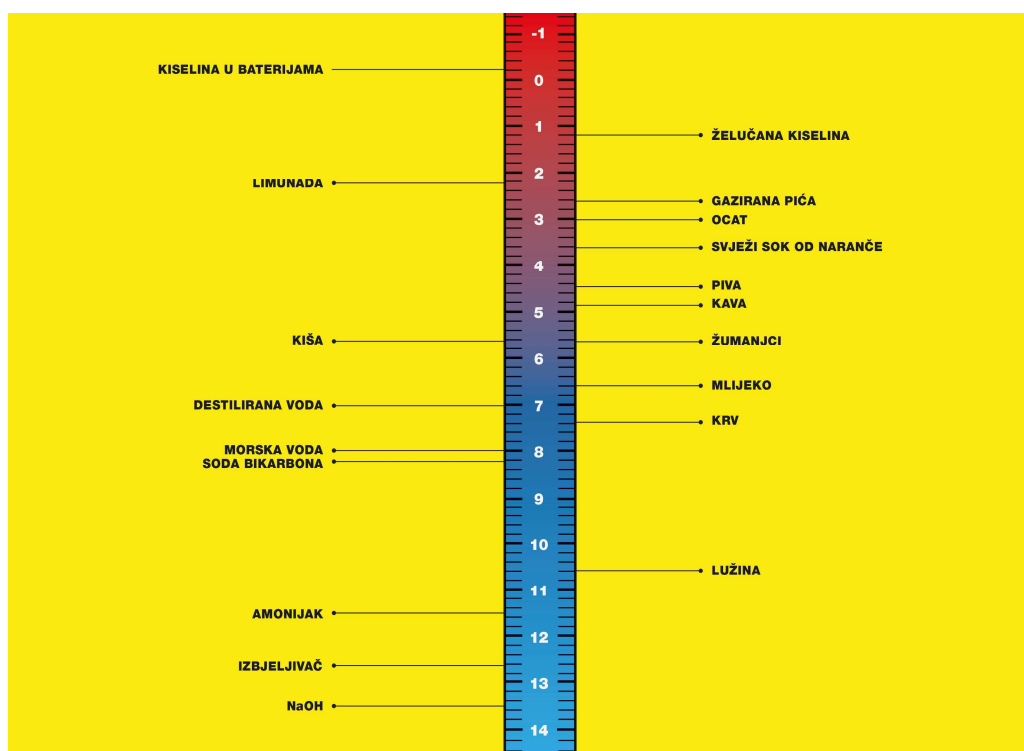 -1
KISELINA U BATERIJAMA
0
1
ŽELUČANA KISELINA
2
LIMUNADA
GAZIRANA PIĆA
3
OCAT
SVJEŽI SOK OD NARANČE
4
PIVA
KAVA
5
KIŠA
ŽUMANJCI
6
MLIJEKO
DESTILIRANA VODA
7
KRV
MORSKA VODA
8
SODA BIKARBONA
9
10
LUŽINA
11
AMONIJAK
12
IZBJELJIVAČ
13
NaOH
14